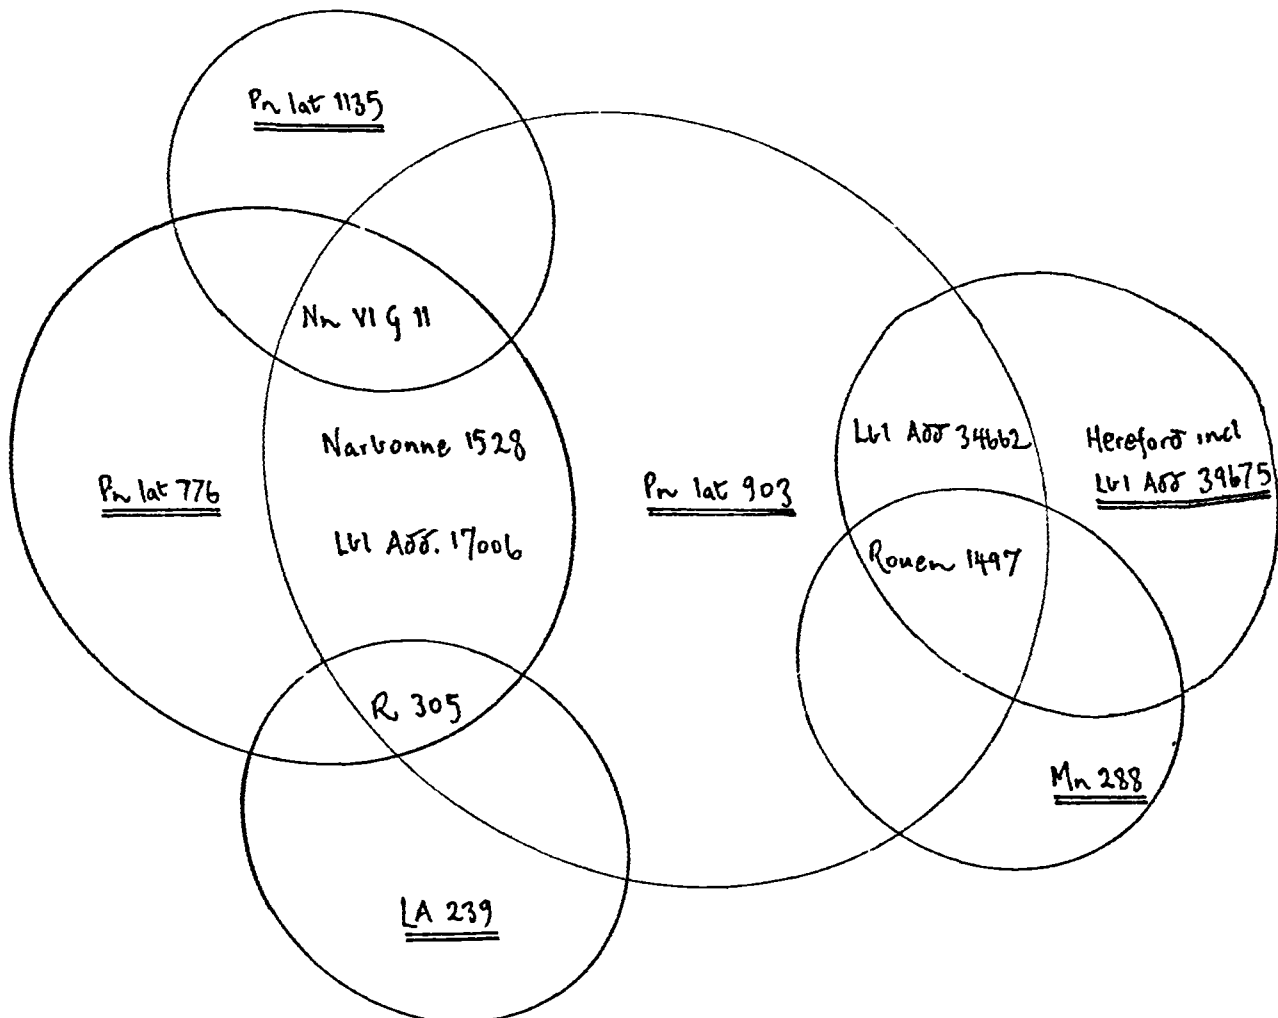 Pn lat 1135
Nn VI G 11
Narbonne 1528
Lbl Add. 17006
Pn lat 776
Pn lat 903
Lbl Add 34662
Hereford incl
Lbl Add 39675
Rouen 1497
R 305
Mn 288
LA 239